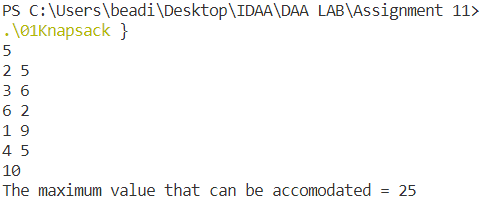 PS C:\Users\beadi\Desktop\IDAA\DAA LAB\Assignment 11>
.\01Knapsack }
5
2 5
3 6
6 2
1 9
4 5
10
The maximum value that can be accomodated = 25